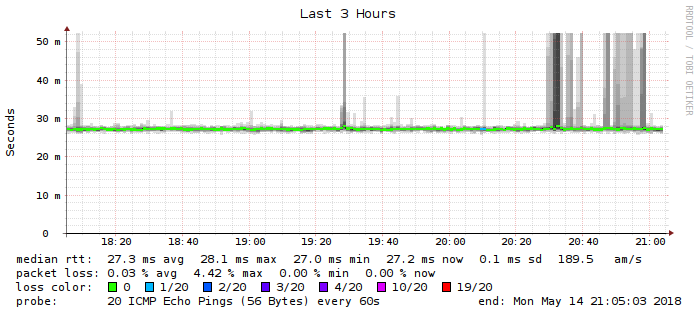 Last 3 Hours
RRDTOOL / TOBI OETIKER
Seconds
50 m
40 m
30 m
20 m
10 m
0
18:20 18:40 19:00 19:20 19:40 20:00 20:20 20:40 21:00
median rtt: 27.3 ms avg 28.1 ms max 27.0 ms min 27.2 ms now 0.1 ms sd 189.5 am/s
packet loss: 0.03 % avg 4.42 % max 0.00 % min 0.00 % now
loss color: 0 1/20 2/20 3/20 4/20 10/20 19/20
probe: 20 ICMP Echo Pings (56 Bytes) every 60s end: Mon May 14 21:05:03 2018